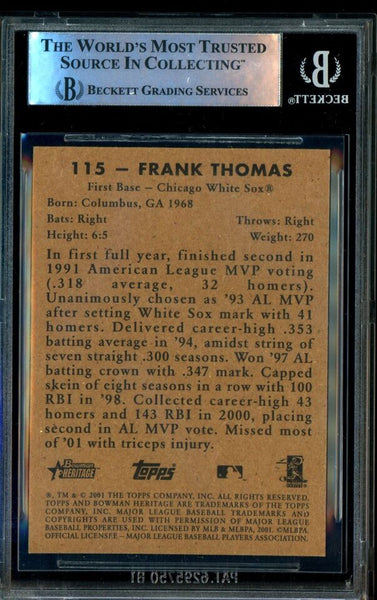 THE WORLD'S MOST TRUSTED
SOURCE IN COLLECTING™
B BECKETT GRADING SERVICES
B
BECKETT®
115 – FRANK THOMAS
First Base – Chicago White Sox®
Born: Columbus, GA 1968
Bats: Right Throws: Right
Height: 6:5 Weight: 270
In first full year, finished second in
1991 American League MVP voting
(.318 average, 32 homers).
Unanimously chosen as '93 AL MVP
after setting White Sox mark with 41
homers. Delivered career-high .353
batting average in '94, amidst string of
seven straight .300 seasons. Won '97 AL
batting crown with .347 mark. Capped
skein of eight seasons in a row with 100
RBI in '98. Collected career-high 43
homers and 143 RBI in 2000, placing
second in AL MVP vote. Missed most
of '01 with triceps injury.
Bowman HERITAGE Topps
®, TM & © 2001 THE TOPPS COMPANY, INC. ALL RIGHTS RESERVED.
TOPPS AND BOWMAN HERITAGE ARE TRADEMARKS OF THE TOPPS
COMPANY, INC. MAJOR LEAGUE BASEBALL TRADEMARKS AND
COPYRIGHTS ARE USED WITH PERMISSION OF MAJOR LEAGUE
BASEBALL PROPERTIES, INC. LICENSED BY MLB & MLBPA, 2001. ©MLBPA
OFFICIAL LICENSEE – MAJOR LEAGUE BASEBALL PLAYERS ASSOCIATION.